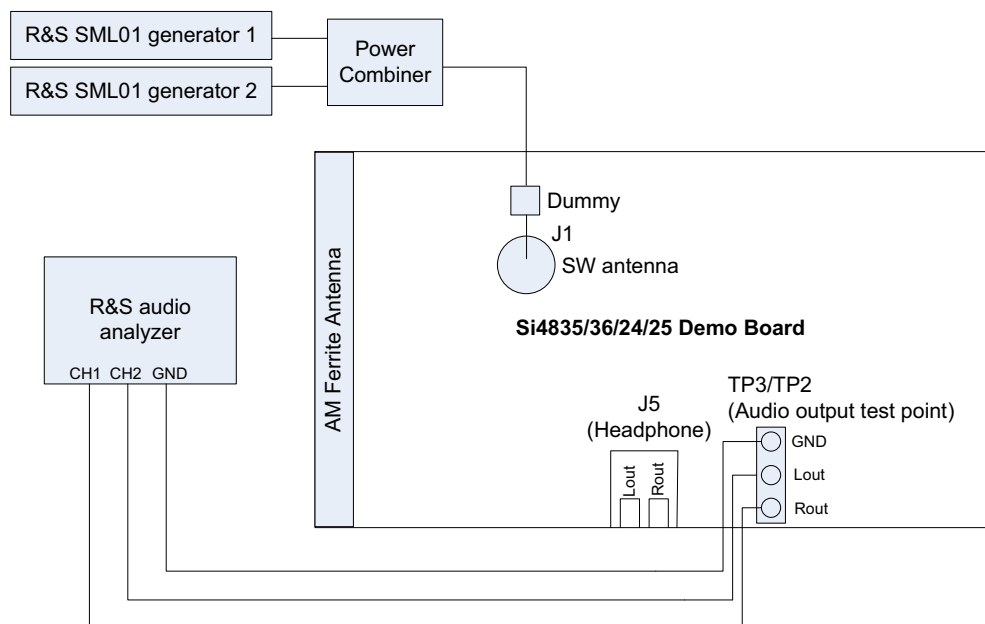 R&S SML01 generator 1
R&S SML01 generator 2
Power
Combiner
Dummy
J1
SW antenna
AM Ferrite Antenna
R&S audio
analyzer
CH1 CH2 GND
Si4835/36/24/25 Demo Board
J5
(Headphone)
Lout
Rout
TP3/TP2
(Audio output test point)
GND
Lout
Rout